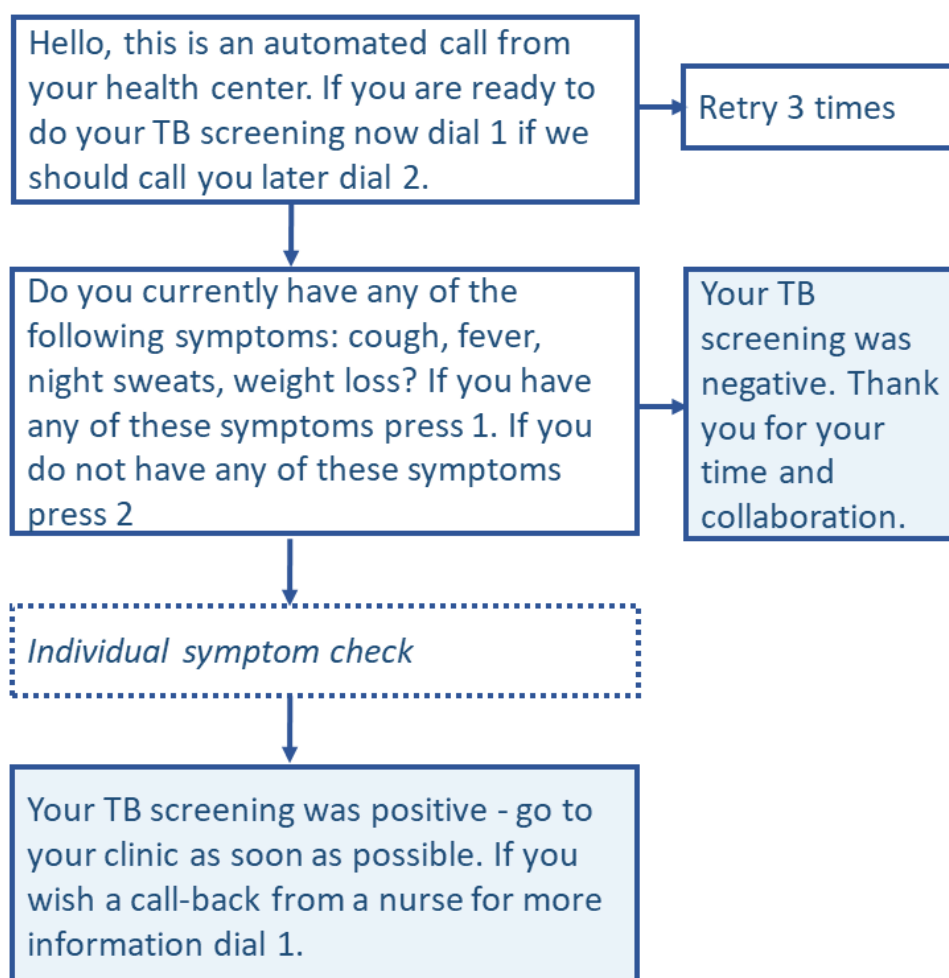 Hello, this is an automated call from
your health center. If you are ready to
do your TB screening now dial 1 if we
should call you later dial 2.
Retry 3 times
Do you currently have any of the
following symptoms: cough, fever,
night sweats, weight loss? If you have
any of these symptoms press 1. If you
do not have any of these symptoms
press 2
Your TB
screening was
negative. Thank
you for your
time and
collaboration.
Individual symptom check
Your TB screening was positive - go to
your clinic as soon as possible. If you
wish a call-back from a nurse for more
information dial 1.